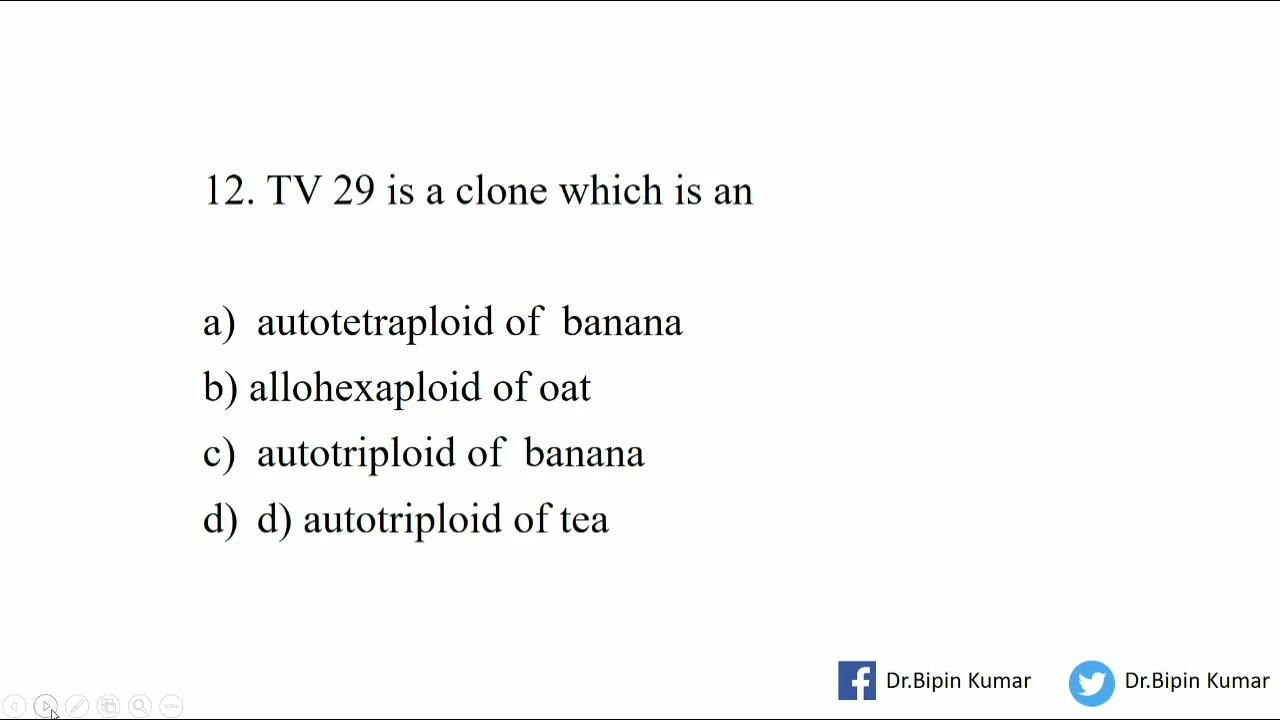 12. TV 29 is a clone which is an
a) autotetraploid of banana
b) allohexaploid of oat
c) autotriploid of banana
d) d) autotriploid of tea
Dr.Bipin Kumar Dr.Bipin Kumar